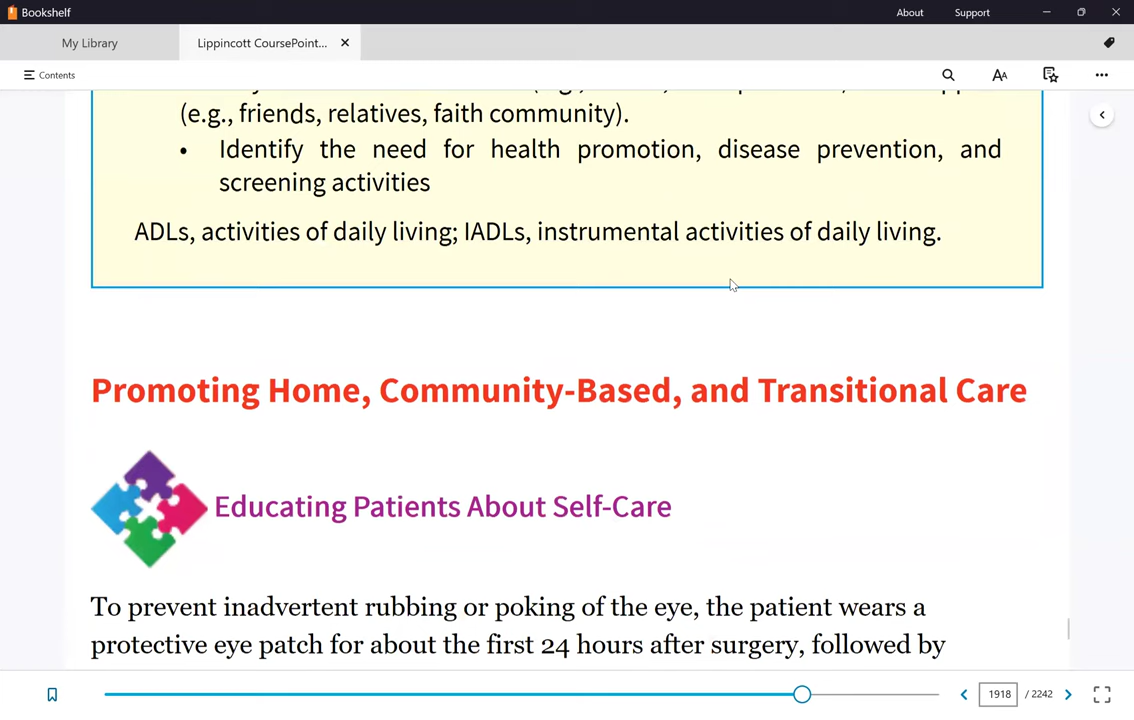 Bookshelf
About
Support
My Library
Lippincott CoursePoint...
Contents
(e.g., friends, relatives, faith community).
• Identify the need for health promotion, disease prevention, and
screening activities
ADLs, activities of daily living; IADLs, instrumental activities of daily living.
Promoting Home, Community-Based, and Transitional Care
Educating Patients About Self-Care
To prevent inadvertent rubbing or poking of the eye, the patient wears a
protective eye patch for about the first 24 hours after surgery, followed by
1918 / 2242